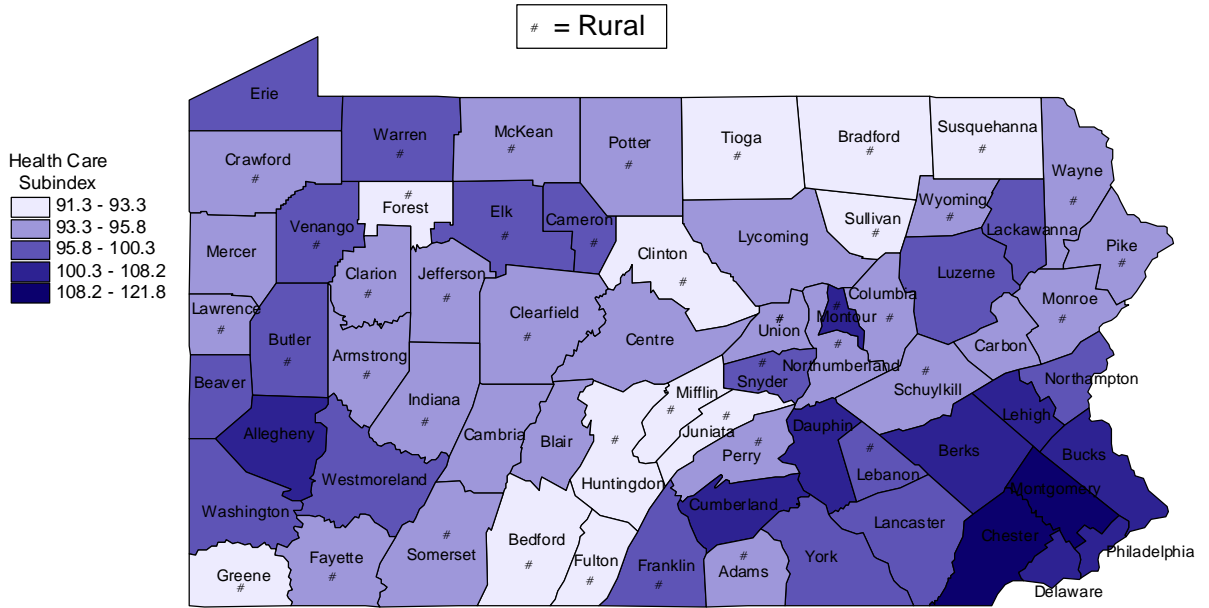 # = Rural
Erie
Warren
#
McKean
#
Potter
#
Tioga
#
Bradford
#
Susquehanna
#
Wayne
#
Crawford
#
Health Care
Subindex
91.3 - 93.3
93.3 - 95.8
95.8 - 100.3
100.3 - 108.2
108.2 - 121.8
#
Forest
Venango
#
Elk
#
Cameron
#
Wyoming
#
Lackawanna
Sullivan
#
Mercer
Clarion
#
Jefferson
#
Clinton
#
Lycoming
Luzerne
Pike
#
Lawrence
#
Butler
#
Clearfield
#
Centre
Union
#
#
Montour
Columbia
#
Monroe
#
Carbon
Armstrong
#
Beaver
#
Snyder
#
Northumberland
#
Schuylkill
Northampton
Indiana
#
Mifflin
#
#
Juniata
Lehigh
Allegheny
Cambria
Blair
#
Huntingdon
#
Perry
Dauphin
#
Lebanon
Berks
Bucks
Westmoreland
Washington
Cumberland
Montgomery
Lancaster
Chester
Philadelphia
Delaware
Fayette
#
#
Somerset
Bedford
#
Fulton
#
Franklin
#
#
Adams
York
Greene
#